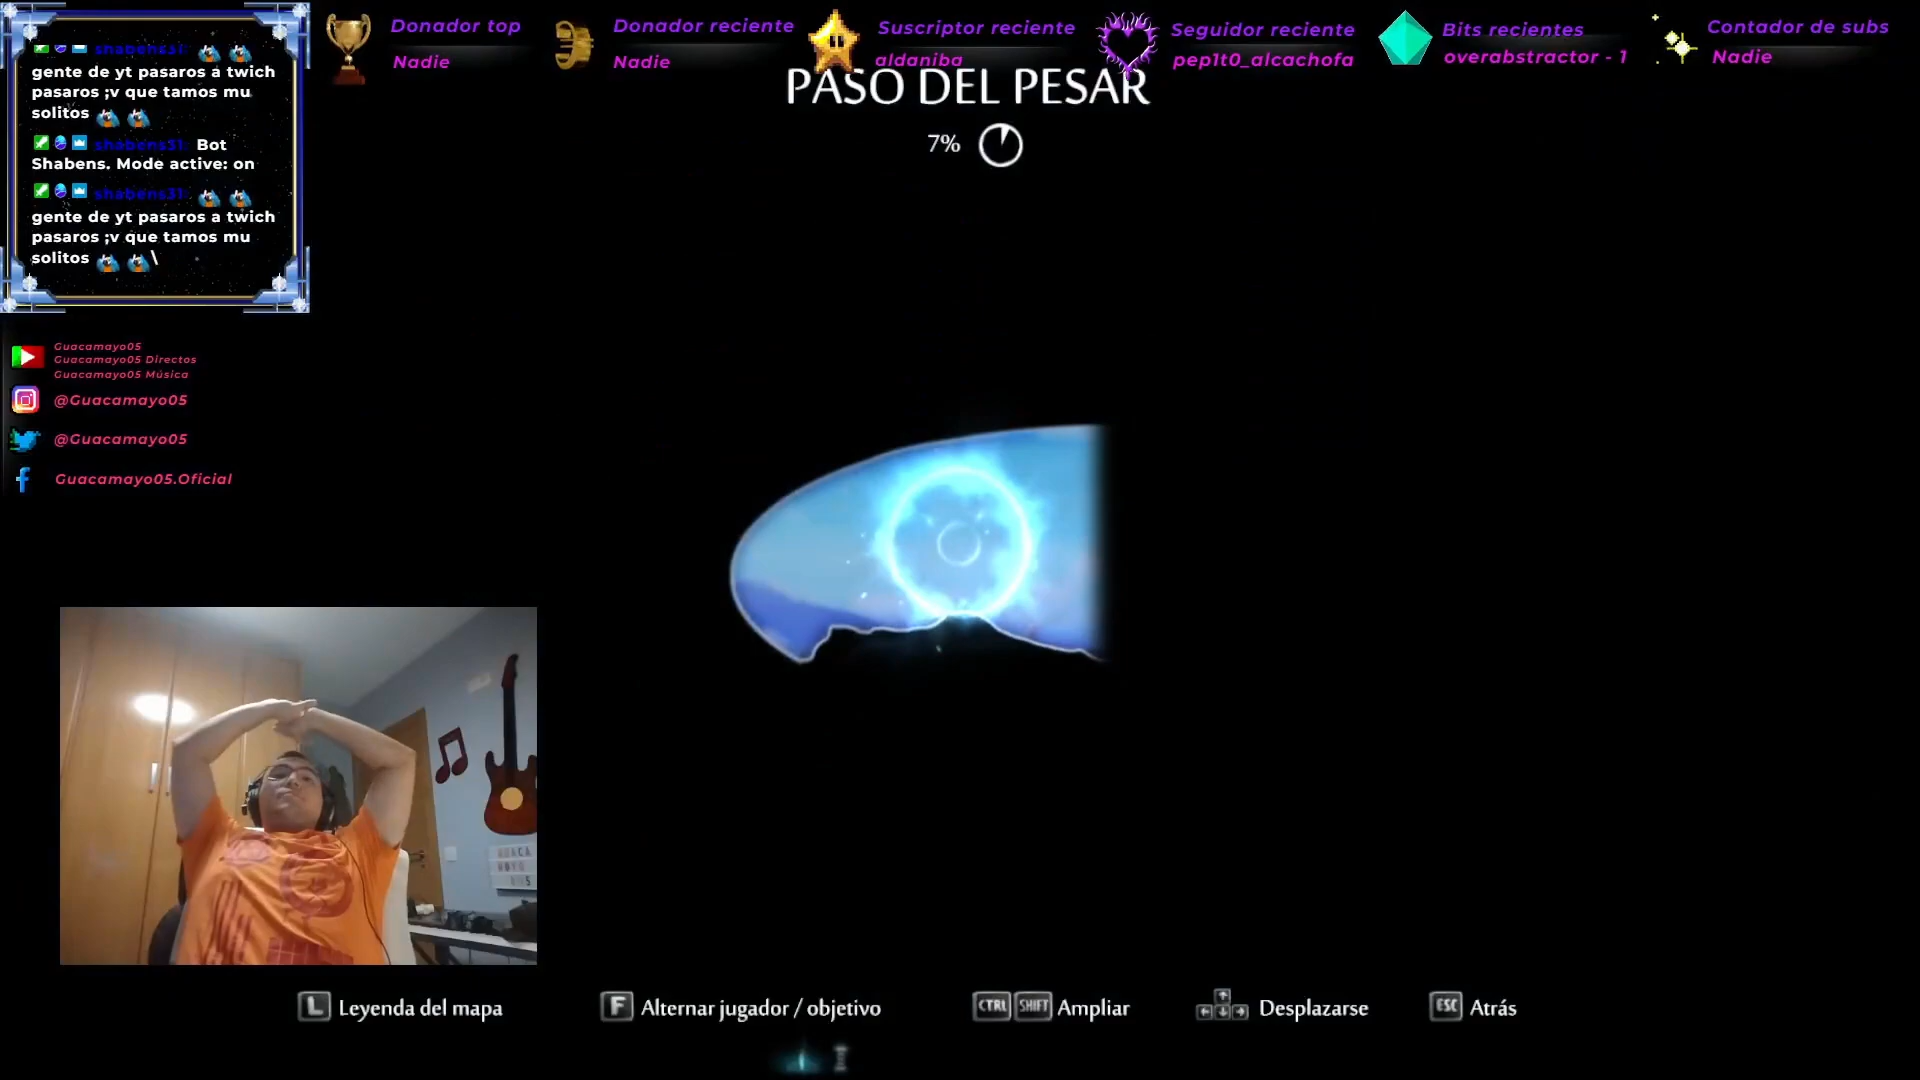 shabens31:
gente de yt pasaros a twich
pasaros ;v que tamos mu
solitos
shabens31: Bot
Shabens. Mode active: on
shabens31:
gente de yt pasaros a twich
pasaros ;v que tamos mu
solitos \
Donador top
Nadie
Donador reciente
Nadie
Suscriptor reciente
aldaniba
Seguidor reciente
pep1t0_alcachofa
Bits recientes
overabstractor - 1
Contador de subs
Nadie
PASO DEL PESAR
7%
Guacamayo05
Guacamayo05 Directos
Guacamayo05 Música
@Guacamayo05
@Guacamayo05
Guacamayo05.Oficial
L Leyenda del mapa
F Alternar jugador / objetivo
CTRL SHIFT Ampliar
Desplazarse
ESC Atrás